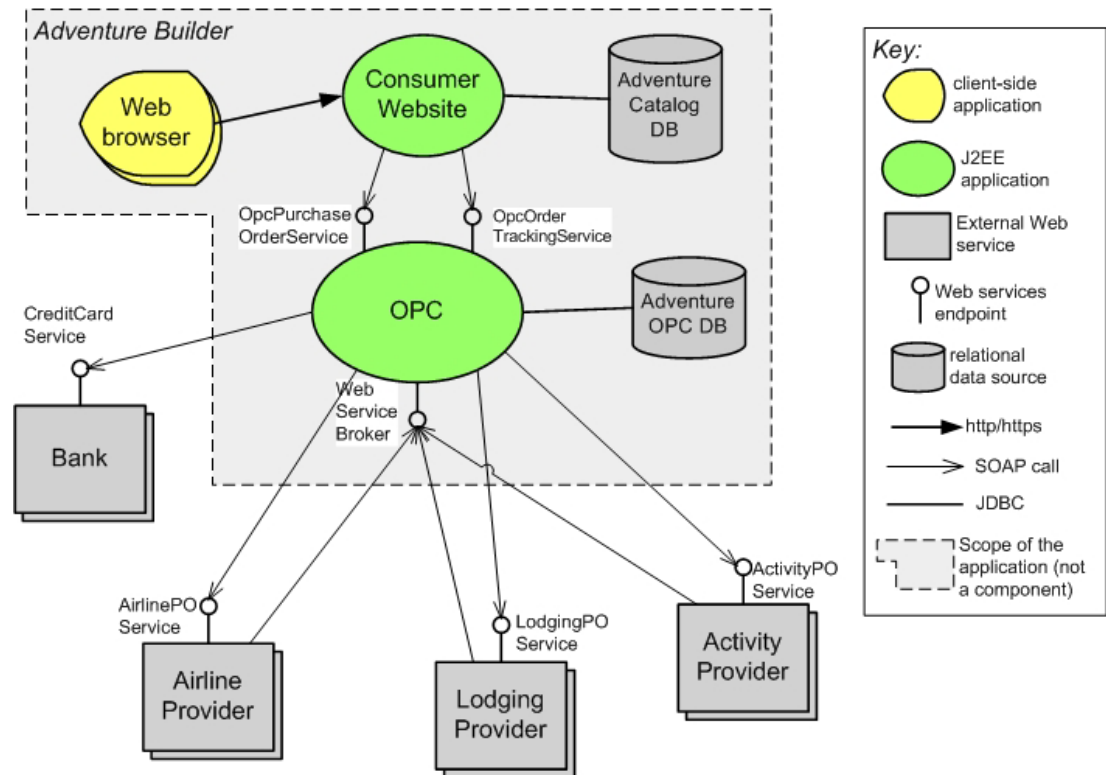 Adventure Builder
Web
browser
Consumer
Website
Adventure
Catalog
DB
OpcPurchase
OrderService
OpcOrder
TrackingService
OPC
Adventure
OPC DB
CreditCard
Service
Bank
Web
Service
Broker
AirlinePO
Service
Airline
Provider
LodgingPO
Service
Lodging
Provider
ActivityPO
Service
Activity
Provider
Key:
client-side
application
J2EE
application
External Web
service
Web services
endpoint
relational
data source
http/https
SOAP call
JDBC
Scope of the
application (not
a component)